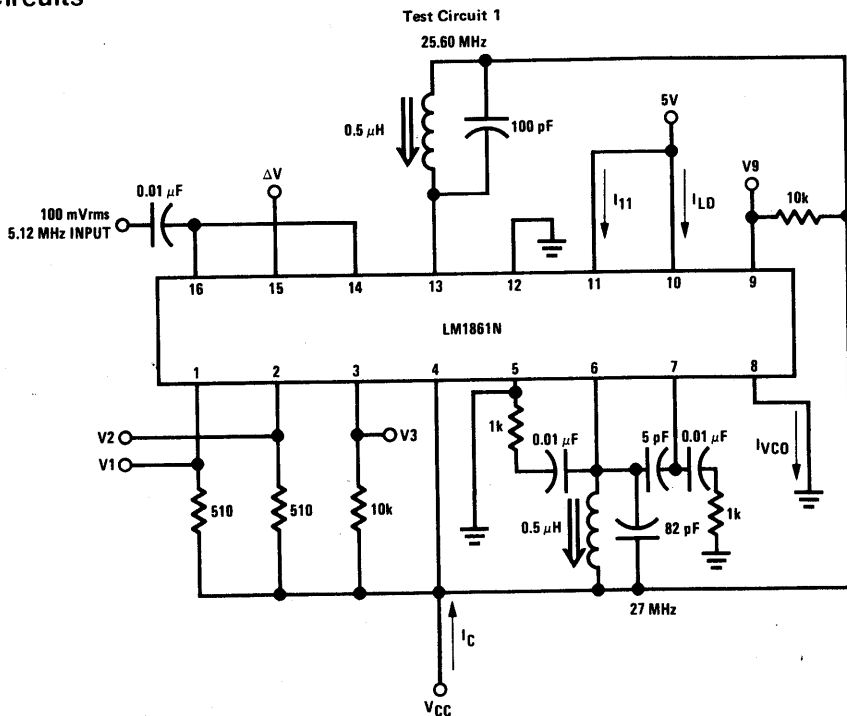 Circuits
Test Circuit 1
25.60 MHz
0.5 μH
100 pF
5V
ΔV
V9
0.01 μF
I11
ILD
10k
100 mVrms
5.12 MHz INPUT
16 15 14 13 12 11 10 9
LM1861N
1 2 3 4 5 6 7 8
1k
0.01 μF
5 pF
0.01 μF
V2
V3
V1
IVCO
510
510
10k
0.5 μH
82 pF
1k
27 MHz
IC
VCC